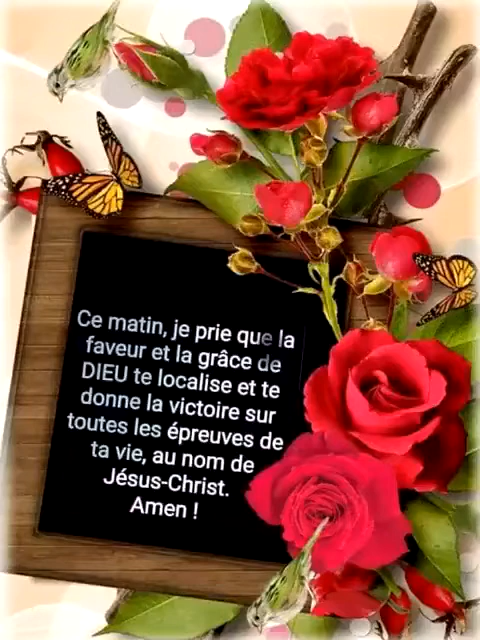 Ce matin, je prie que la
faveur et la grâce de
DIEU te localise et te
donne la victoire sur
toutes les épreuves de
ta vie, au nom de
Jésus-Christ.
Amen !